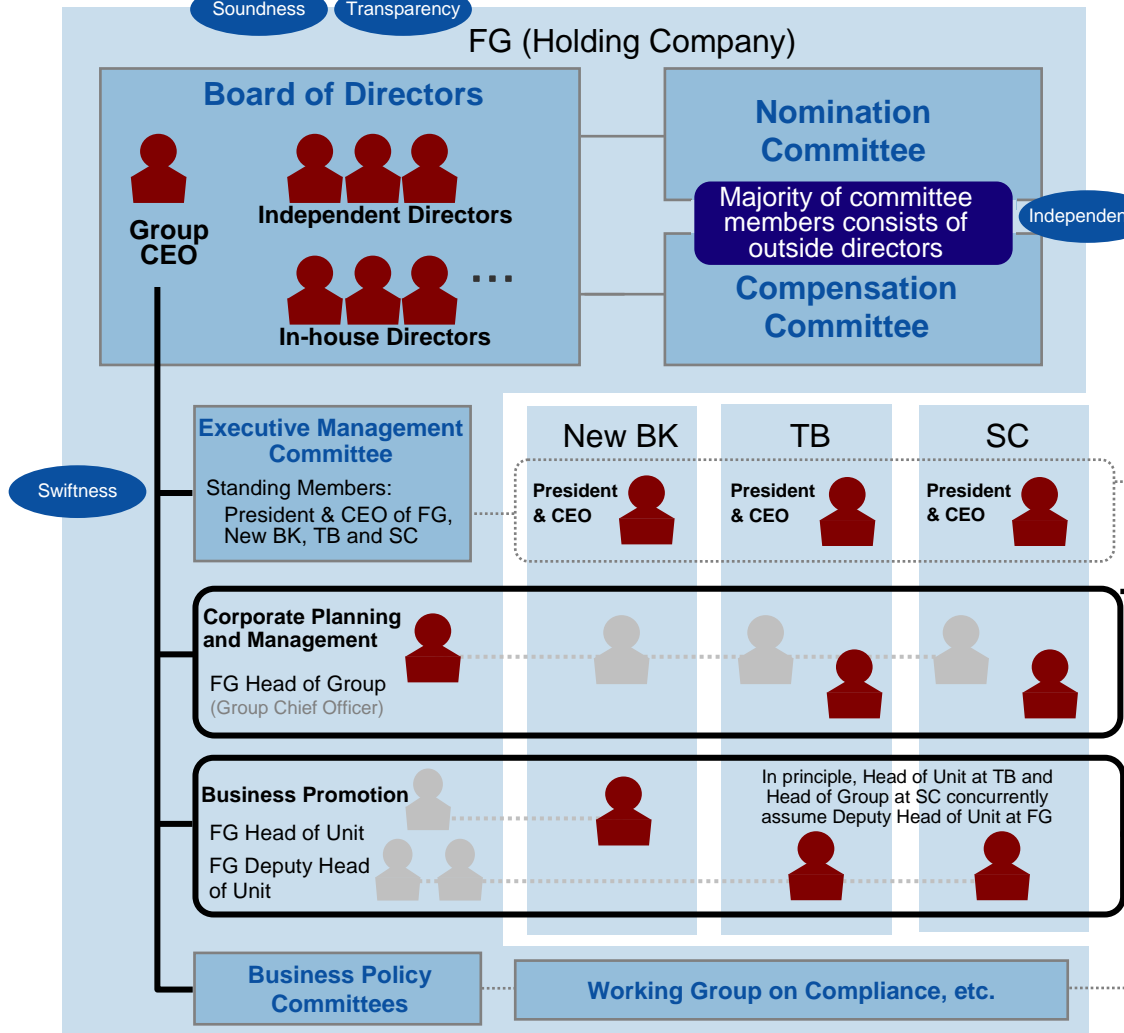 Soundness
Transparency
FG (Holding Company)
Board of Directors
Group
CEO
Independent Directors
...
In-house Directors
Nomination
Committee
Majority of committee
members consists of
outside directors
Compensation
Committee
Swiftness
Executive Management
Committee
Standing Members:
President & CEO of FG,
New BK, TB and SC
New BK
TB
SC
President
& CEO
President
& CEO
President
& CEO
Corporate Planning
and Management
FG Head of Group
(Group Chief Officer)
Business Promotion
FG Head of Unit
FG Deputy Head
of Unit
In principle, Head of Unit at TB and
Head of Group at SC concurrently
assume Deputy Head of Unit at FG
Business Policy
Committees
Working Group on Compliance, etc.